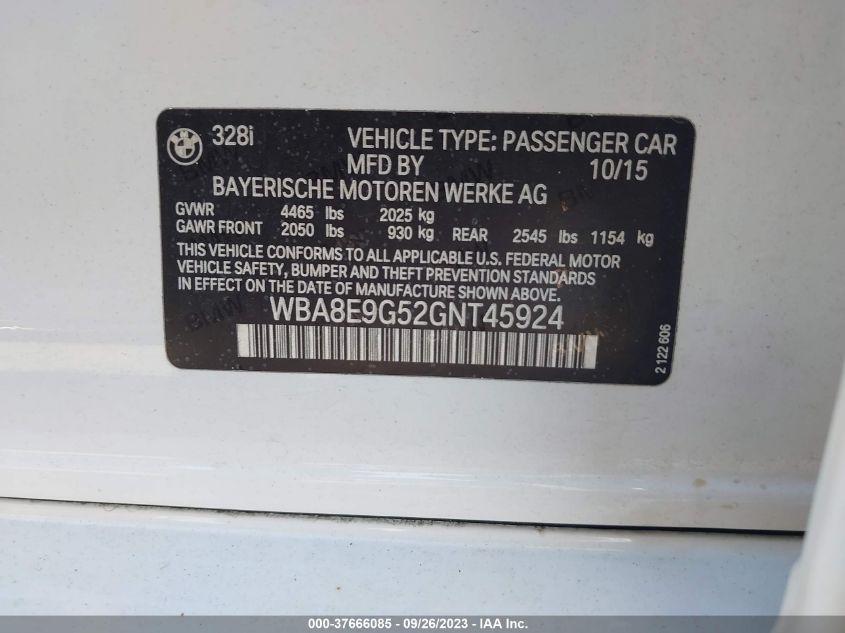 BMW 328i VEHICLE TYPE: PASSENGER CAR
MFD BY 10/15
BAYERISCHE MOTOREN WERKE AG
GVWR 4465 lbs 2025 kg
GAWR FRONT 2050 lbs 930 kg REAR 2545 lbs 1154 kg
THIS VEHICLE CONFORMS TO ALL APPLICABLE U.S. FEDERAL MOTOR
VEHICLE SAFETY, BUMPER AND THEFT PREVENTION STANDARDS
IN EFFECT ON THE DATE OF MANUFACTURE SHOWN ABOVE.
WBA8E9G52GNT45924
2 122 606
000-37666085 - 09/26/2023 - IAA Inc.